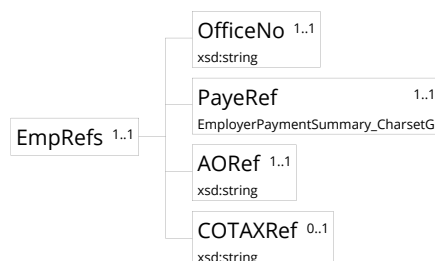 OfficeNo 1..1
xsd:string
PayeRef 1..1
EmployerPaymentSummary_CharsetG
EmpRefs 1..1
AORef 1..1
xsd:string
COTAXRef 0..1
xsd:string